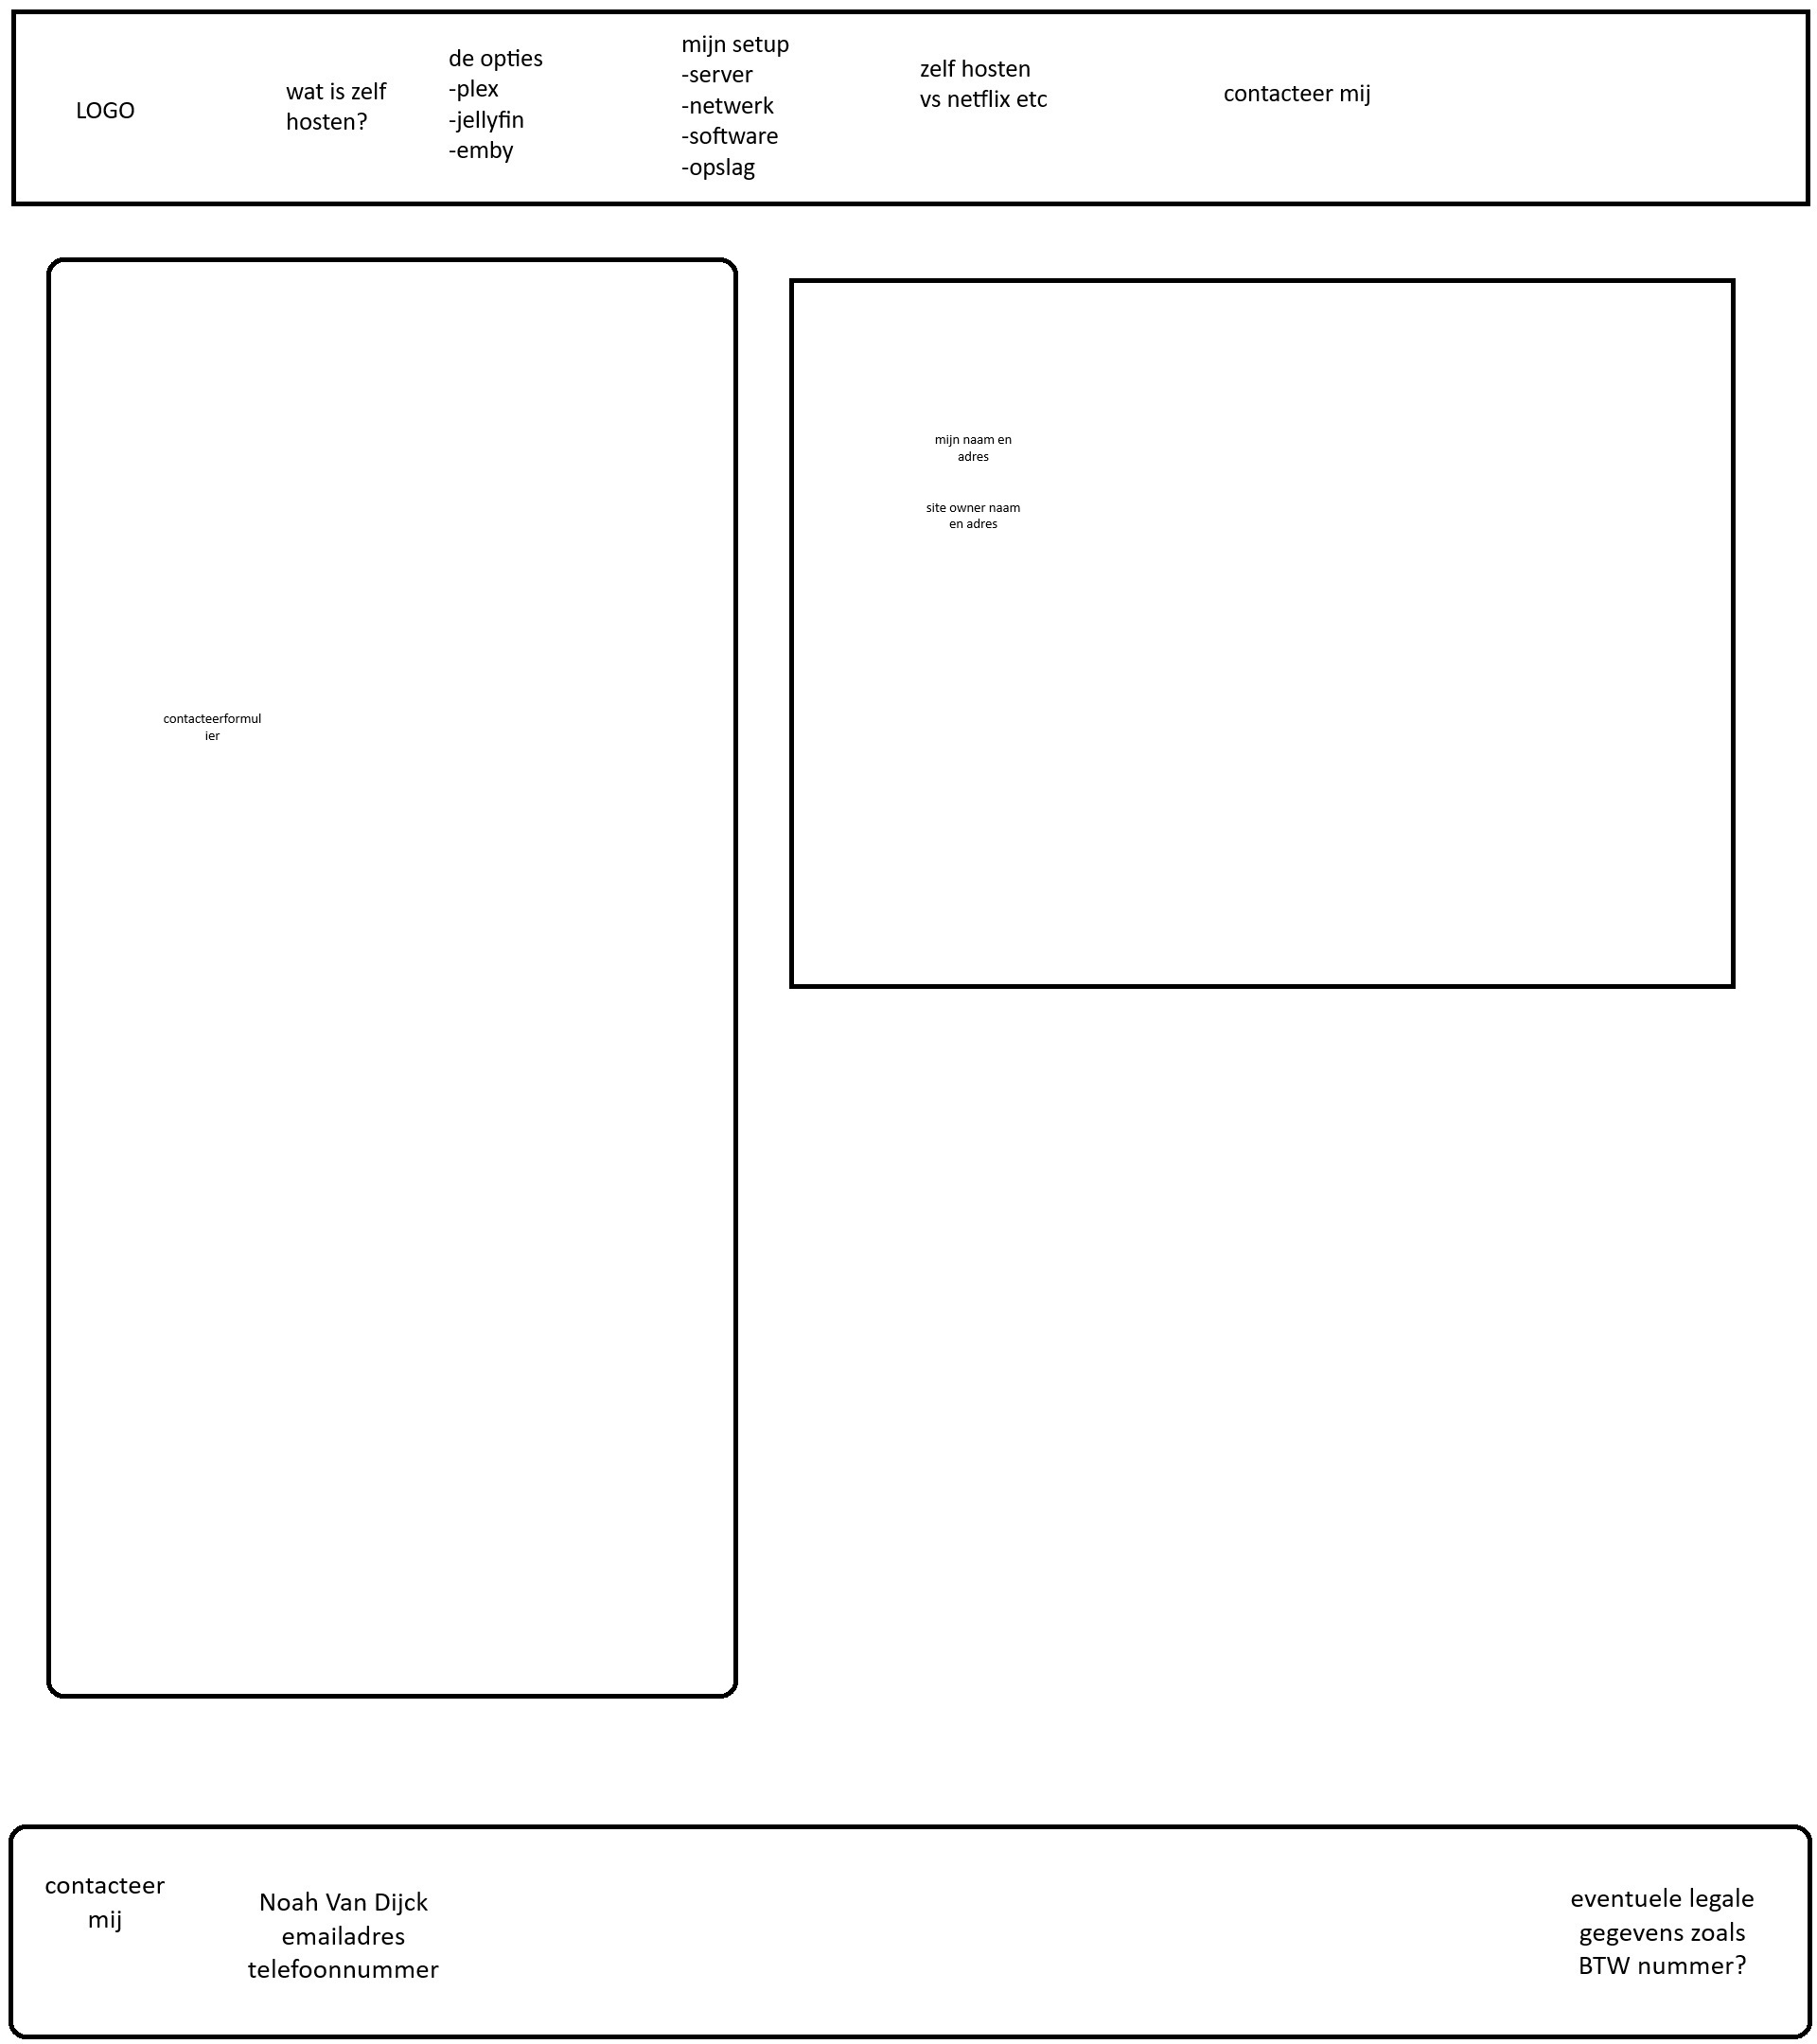 LOGO
wat is zelf
hosten?
de opties
-plex
-jellyfin
-emby
mijn setup
-server
-netwerk
-software
-opslag
zelf hosten
vs netflix etc
contacteer mij
contacteerformul
ier
mijn naam en
adres
site owner naam
en adres
contacteer
mij
Noah Van Dijck
emailadres
telefoonnummer
eventuele legale
gegevens zoals
BTW nummer?